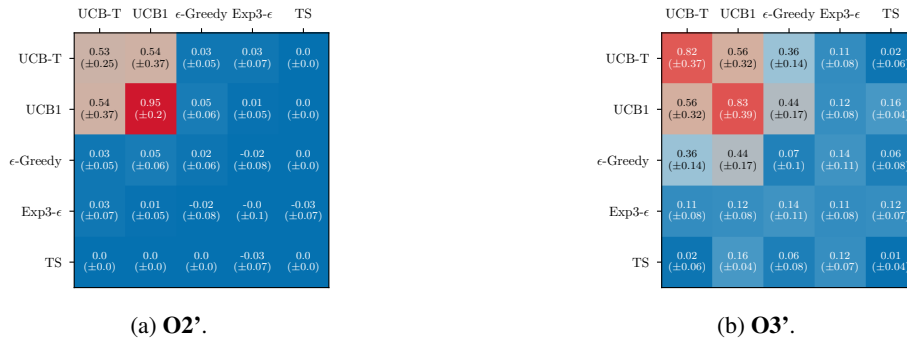 UCB-T UCB1 ϵ-Greedy Exp3-ϵ TS
UCB-T 0.53 (±0.25) 0.54 (±0.37) 0.03 (±0.05) 0.03 (±0.07) 0.0 (±0.0)
UCB1 0.54 (±0.37) 0.95 (±0.2) 0.05 (±0.06) 0.01 (±0.05) 0.0 (±0.0)
ϵ-Greedy 0.03 (±0.05) 0.05 (±0.06) 0.02 (±0.06) -0.02 (±0.08) 0.0 (±0.0)
Exp3-ϵ 0.03 (±0.07) 0.01 (±0.05) -0.02 (±0.08) -0.0 (±0.1) -0.03 (±0.07)
TS 0.0 (±0.0) 0.0 (±0.0) 0.0 (±0.0) -0.03 (±0.07) 0.0 (±0.0)
(a) O2’.
UCB-T UCB1 ϵ-Greedy Exp3-ϵ TS
UCB-T 0.82 (±0.37) 0.56 (±0.32) 0.36 (±0.14) 0.11 (±0.08) 0.02 (±0.06)
UCB1 0.56 (±0.32) 0.83 (±0.39) 0.44 (±0.17) 0.12 (±0.08) 0.16 (±0.04)
ϵ-Greedy 0.36 (±0.14) 0.44 (±0.17) 0.07 (±0.1) 0.14 (±0.11) 0.06 (±0.08)
Exp3-ϵ 0.11 (±0.08) 0.12 (±0.08) 0.14 (±0.11) 0.11 (±0.08) 0.12 (±0.07)
TS 0.02 (±0.06) 0.16 (±0.04) 0.06 (±0.08) 0.12 (±0.07) 0.01 (±0.04)
(b) O3’.